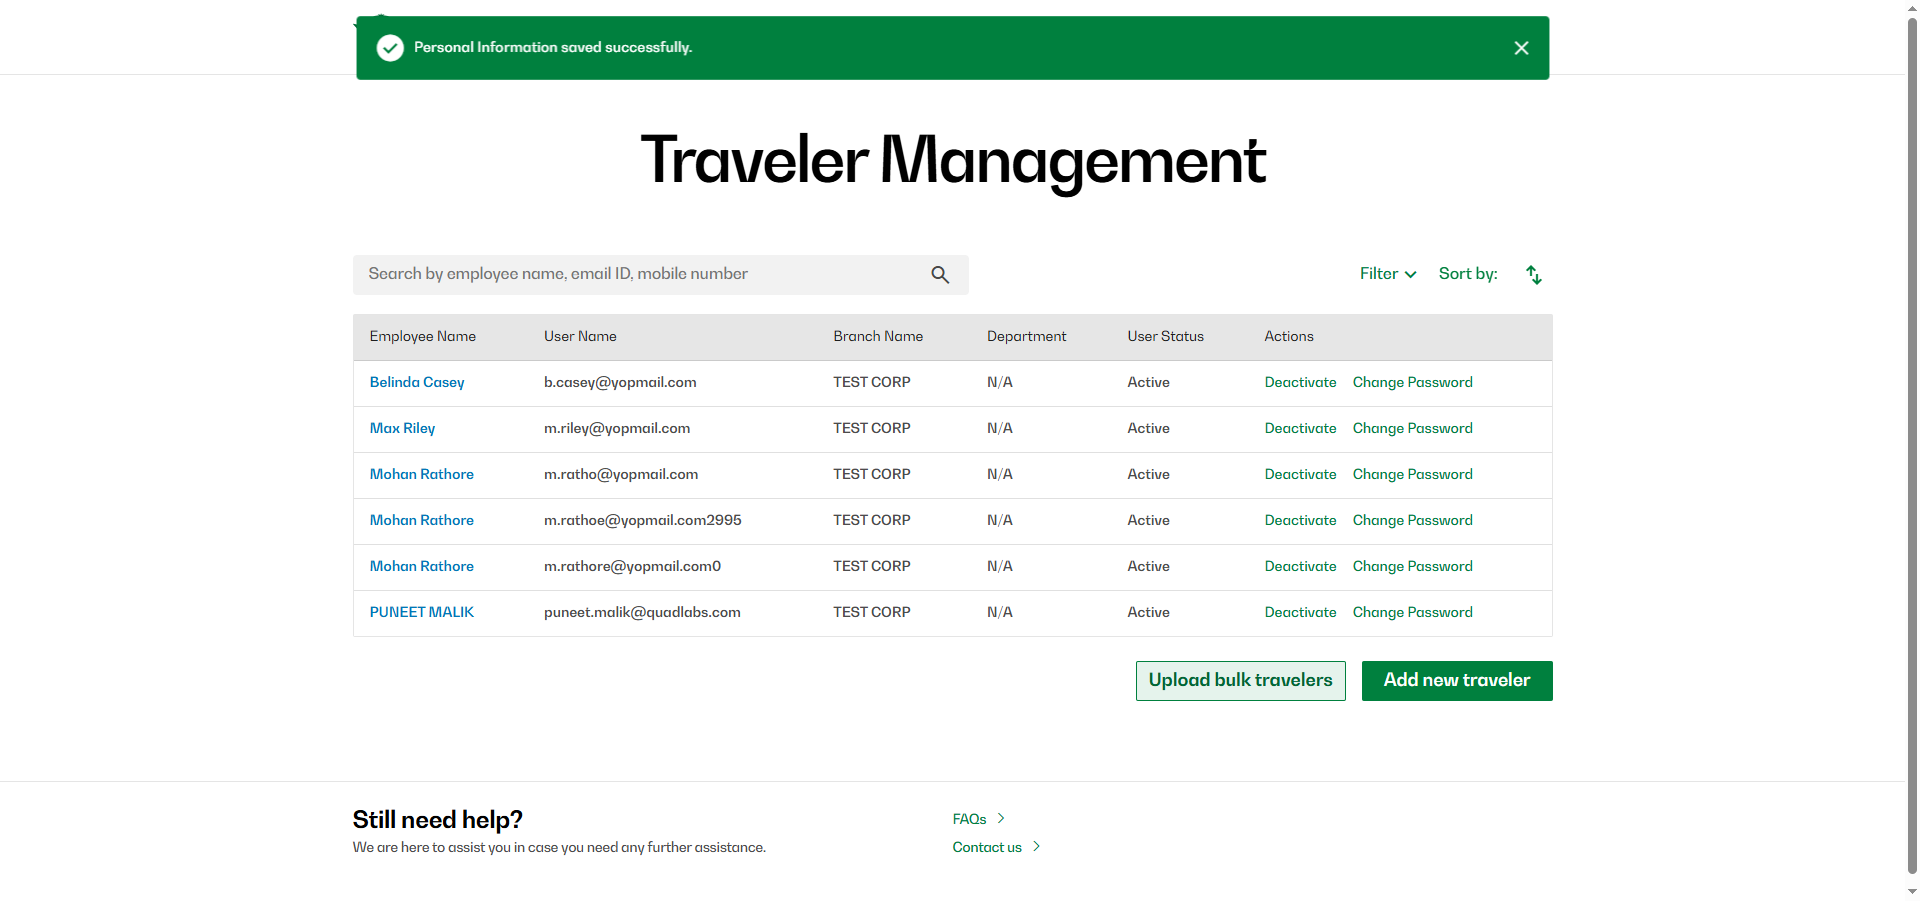 Personal Information saved successfully.
Traveler Management
Search by employee name, email ID, mobile number
Filter Sort by:
Employee Name User Name Branch Name Department User Status Actions
Belinda Casey b.casey@yopmail.com TEST CORP N/A Active Deactivate Change Password
Max Riley m.riley@yopmail.com TEST CORP N/A Active Deactivate Change Password
Mohan Rathore m.ratho@yopmail.com TEST CORP N/A Active Deactivate Change Password
Mohan Rathore m.rathoe@yopmail.com2995 TEST CORP N/A Active Deactivate Change Password
Mohan Rathore m.rathore@yopmail.com0 TEST CORP N/A Active Deactivate Change Password
PUNEET MALIK puneet.malik@quadlabs.com TEST CORP N/A Active Deactivate Change Password
Upload bulk travelers Add new traveler
Still need help?
We are here to assist you in case you need any further assistance.
FAQs
Contact us